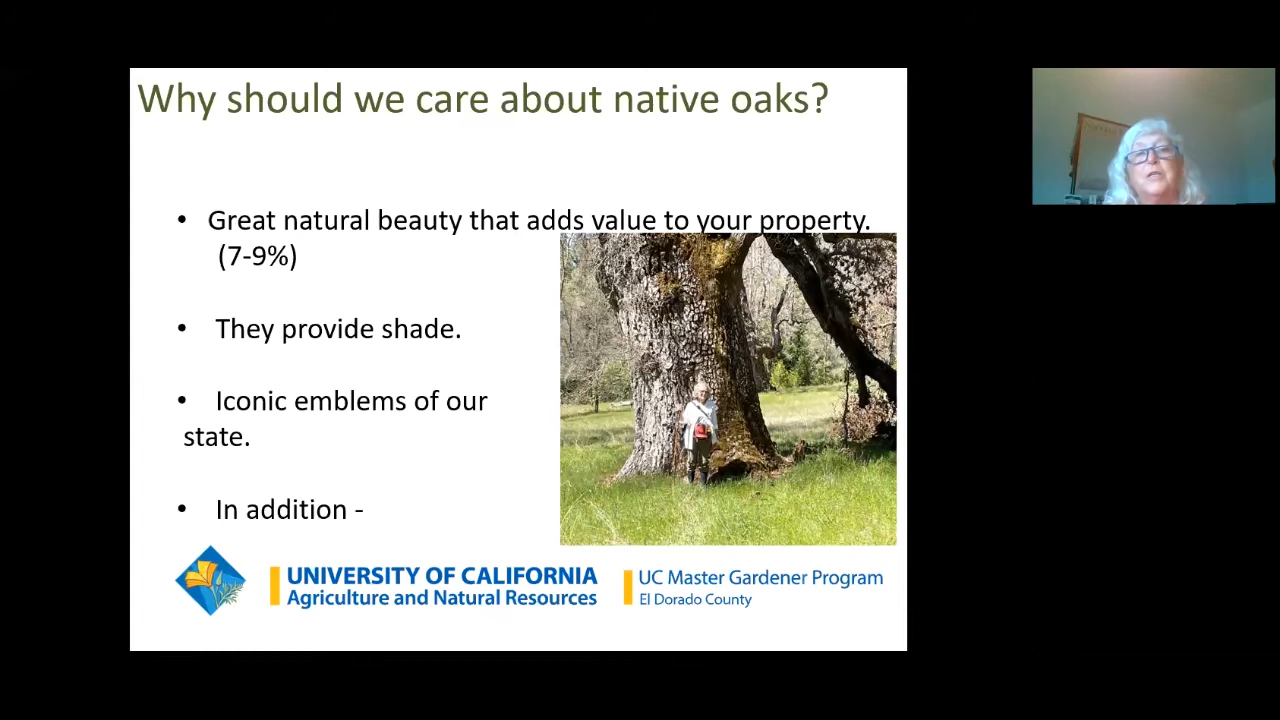 Why should we care about native oaks?
• Great natural beauty that adds value to your property.
(7-9%)
• They provide shade.
• Iconic emblems of our
state.
• In addition -
UNIVERSITY OF CALIFORNIA
Agriculture and Natural Resources
UC Master Gardener Program
El Dorado County